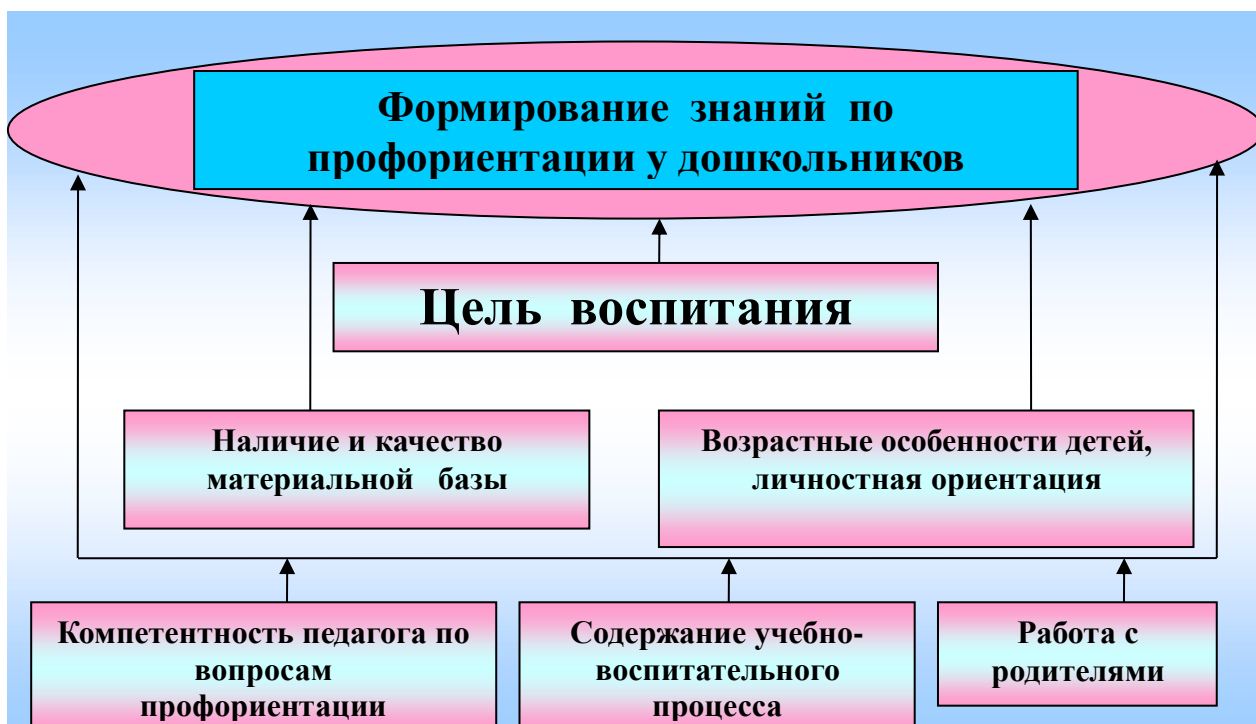 Формирование знаний по
профориентации у дошкольников
Цель воспитания
Наличие и качество
материальной базы
Возрастные особенности детей,
личностная ориентация
Компетентность педагога по
вопросам
профориентации
Содержание учебно-
воспитательного
процесса
Работа с
родителями